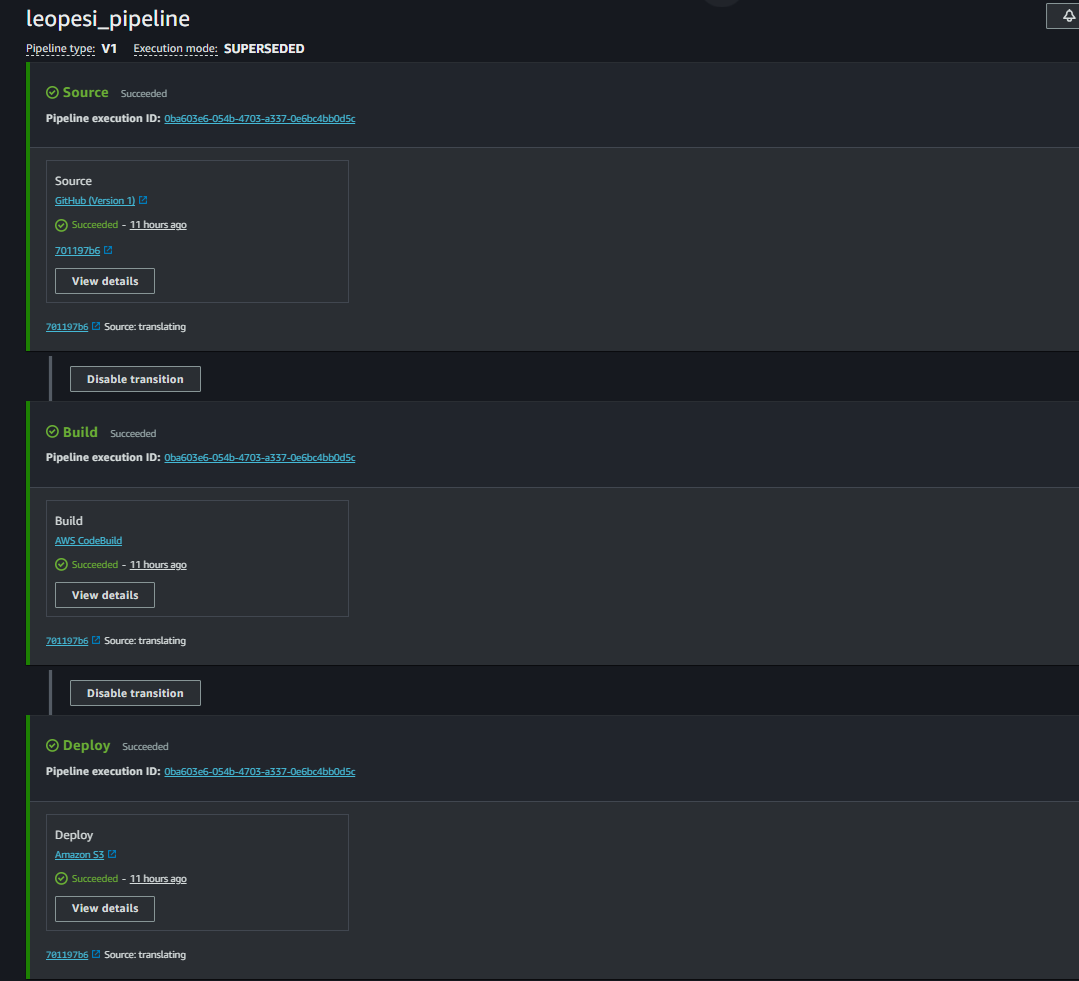 leopesi_pipeline
Pipeline type: V1 Execution mode: SUPERSEDED
Source Succeeded
Pipeline execution ID: 0ba603e6-054b-4703-a337-0e6bc4bb0d5c
Source
GitHub (Version 1)
Succeeded - 11 hours ago
701197b6
View details
701197b6 Source: translating
Disable transition
Build Succeeded
Pipeline execution ID: 0ba603e6-054b-4703-a337-0e6bc4bb0d5c
Build
AWS CodeBuild
Succeeded - 11 hours ago
View details
701197b6 Source: translating
Disable transition
Deploy Succeeded
Pipeline execution ID: 0ba603e6-054b-4703-a337-0e6bc4bb0d5c
Deploy
Amazon S3
Succeeded - 11 hours ago
View details
701197b6 Source: translating